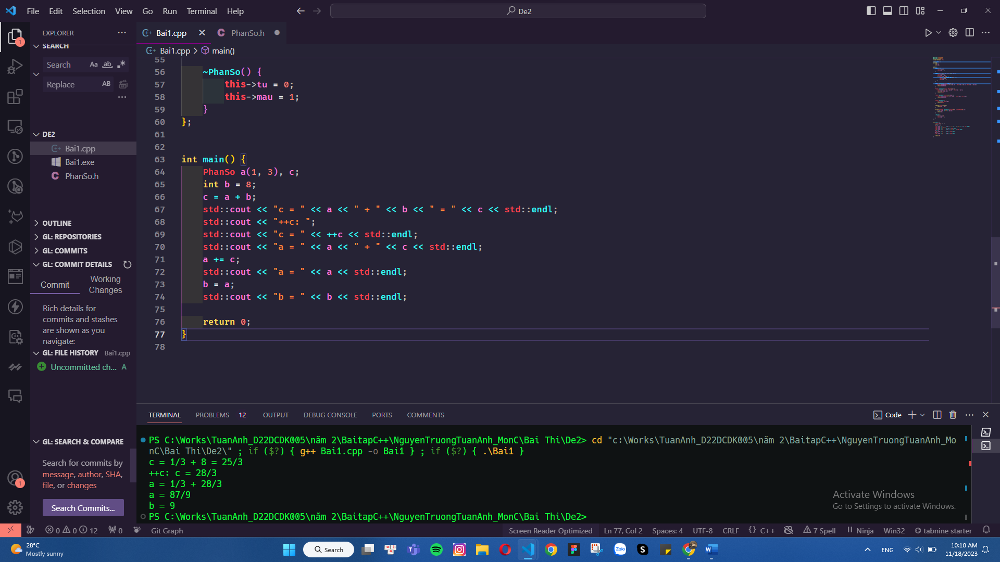 File Edit Selection View Go Run Terminal Help
De2
EXPLORER
Bai1.cpp
PhanSo.h
Bai1.cpp > main()
SEARCH
Search
Aa ab
Replace
AB
DE2
Bai1.cpp
Bai1.exe
PhanSo.h
OUTLINE
GL: REPOSITORIES
GL: COMMITS
GL: COMMIT DETAILS
Commit
Working
Changes
Rich details for
commits and stashes
are shown as you
navigate:
GL: FILE HISTORY Bai1.cpp
Uncommitted ch... A
GL: SEARCH & COMPARE
Search for commits by
message, author, SHA,
file, or changes
Search Commits...
55
56 ~PhanSo() {
57 this->tu = 0;
58 this->mau = 1;
59 }
60 };
61
62
63 int main() {
64 PhanSo a(1, 3), c;
65 int b = 8;
66 c = a + b;
67 std::cout << "c = " << a << " + " << b << " = " << c << std::endl;
68 std::cout << "++c: ";
69 std::cout << "c = " << ++c << std::endl;
70 std::cout << "a = " << a << " + " << c << std::endl;
71 a += c;
72 std::cout << "a = " << a << std::endl;
73 b = a;
74 std::cout << "b = " << b << std::endl;
75
76 return 0;
77 }
78
TERMINAL PROBLEMS 12 OUTPUT DEBUG CONSOLE PORTS COMMENTS
Code
PS C:\Works\TuanAnh_D22DCDK005\năm 2\BaitapC++\NguyenTruongTuanAnh_MonC\Bai Thi\De2> cd "c:\Works\TuanAnh_D22DCDK005\năm 2\BaitapC++\NguyenTruongTuanAnh_Mo
nC\Bai Thi\De2\" ; if ($?) { g++ Bai1.cpp -o Bai1 } ; if ($?) { .\Bai1 }
c = 1/3 + 8 = 25/3
++c: c = 28/3
a = 1/3 + 28/3
a = 87/9
b = 9
PS C:\Works\TuanAnh_D22DCDK005\năm 2\BaitapC++\NguyenTruongTuanAnh_MonC\Bai Thi\De2>
Activate Windows
Go to Settings to activate Windows.
1
1
0 0 12 0 Git Graph
Screen Reader Optimized Ln 77, Col 2 Spaces: 4 UTF-8 CRLF {} C++ 7 Spell Ninja Win32 tabnine starter
28°C
Mostly sunny
Search
Zalo
S
W
ENG
10:10 AM
11/18/2023